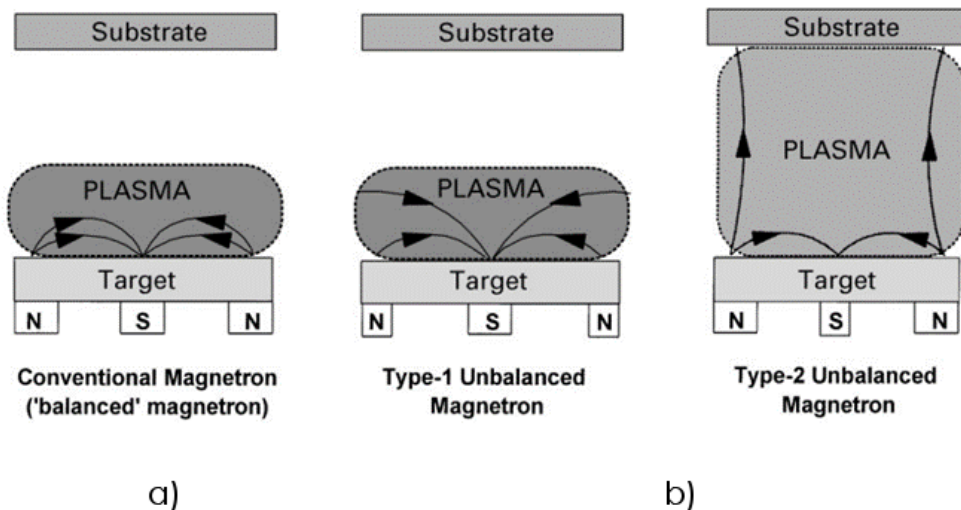 Substrate
PLASMA
Target
N S N
Conventional Magnetron
('balanced' magnetron)
Substrate
PLASMA
Target
N S N
Type-1 Unbalanced
Magnetron
Substrate
PLASMA
Target
N S N
Type-2 Unbalanced
Magnetron
a)
b)